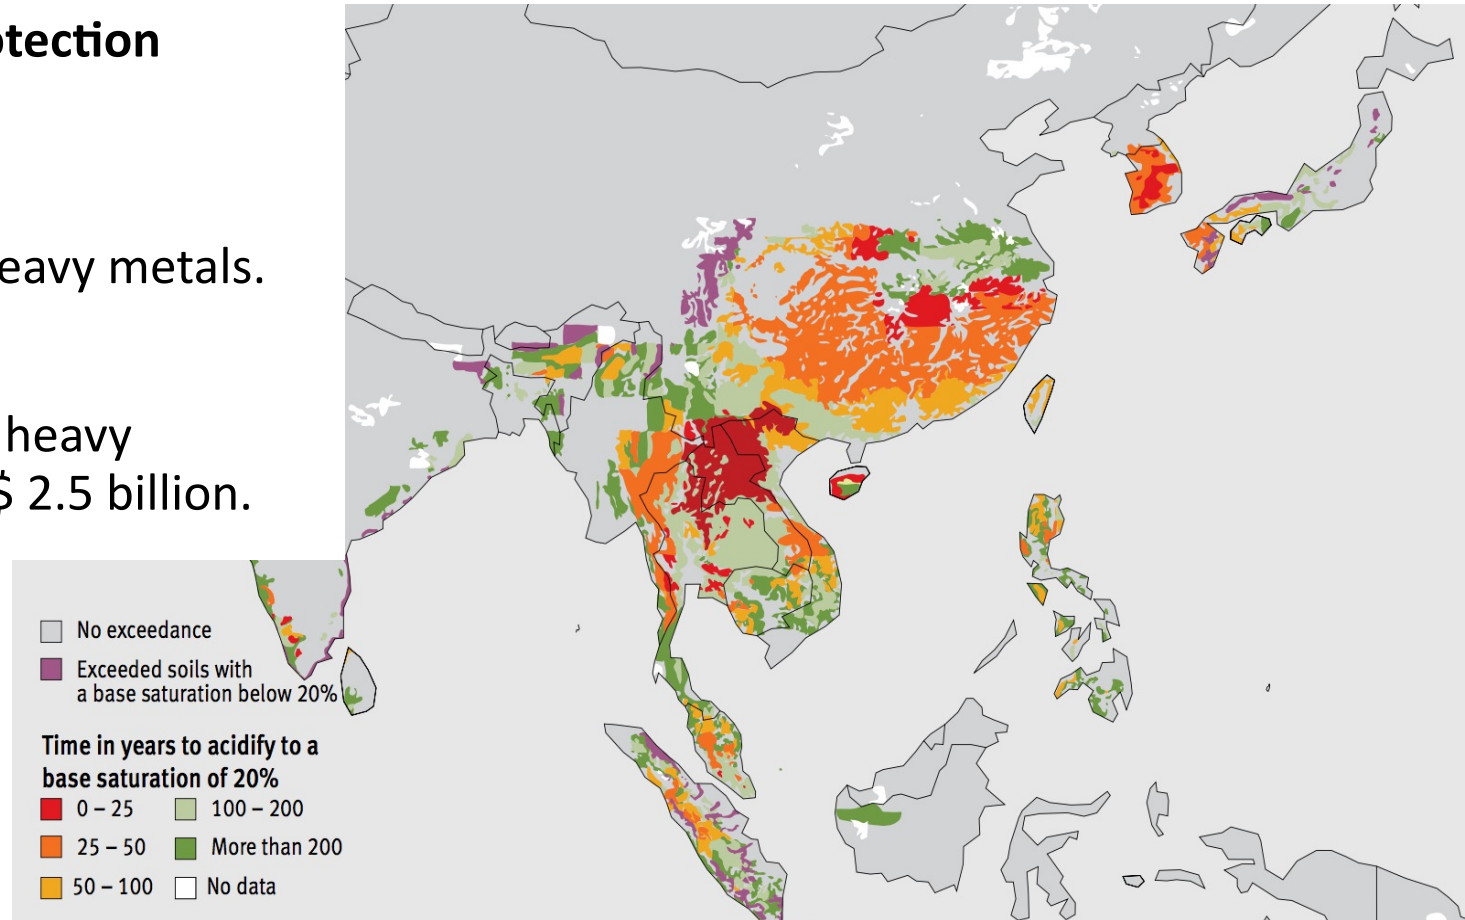 otection
eavy metals.
heavy
$ 2.5 billion.
No exceedance
Exceeded soils with
a base saturation below 20%
Time in years to acidify to a
base saturation of 20%
0 – 25
100 – 200
25 – 50
More than 200
50 – 100
No data